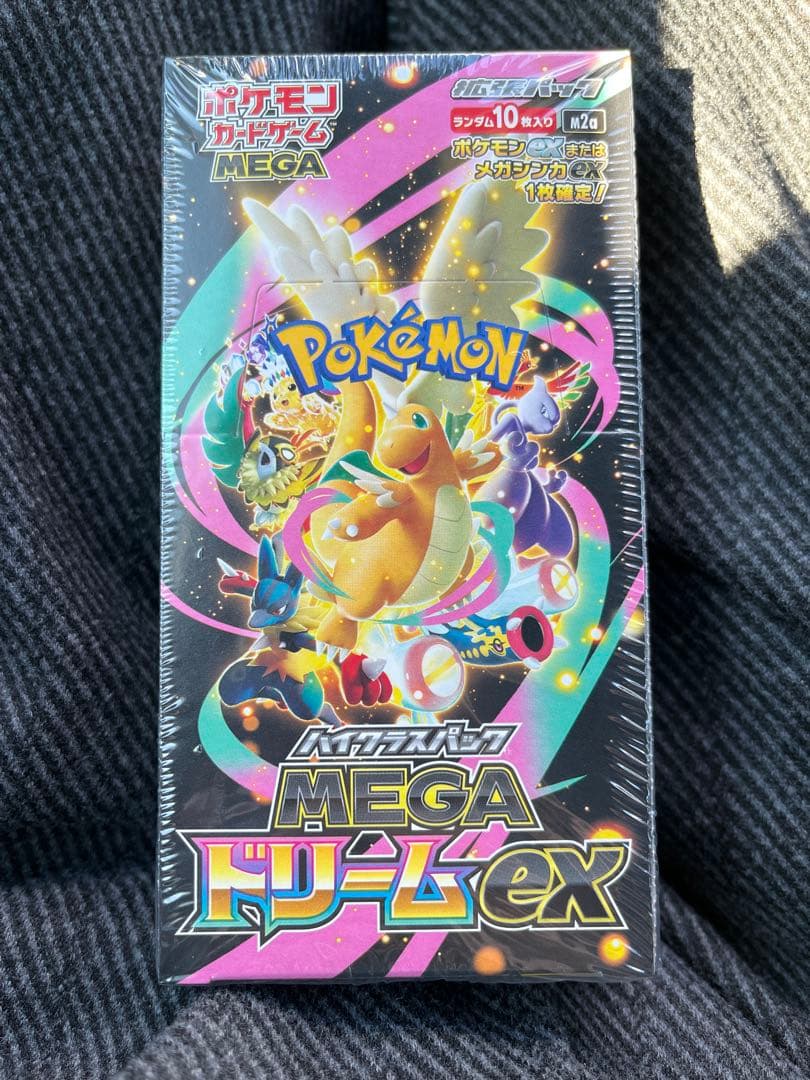 ポケモン
カードゲーム
MEGA
拡張パック
ランダム10枚入り
M2a
ポケモンexまたは
メガシンカex
1枚確定!
POKéMON
TM
ハイクラスパック
MEGA
ドリームex